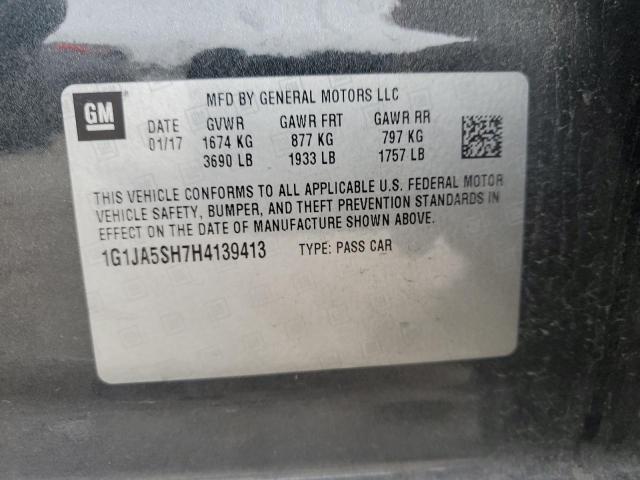 GM
MFD BY GENERAL MOTORS LLC
DATE GVWR GAWR FRT GAWR RR
01/17 1674 KG 877 KG 797 KG
3690 LB 1933 LB 1757 LB
THIS VEHICLE CONFORMS TO ALL APPLICABLE U.S. FEDERAL MOTOR
VEHICLE SAFETY, BUMPER, AND THEFT PREVENTION STANDARDS IN
EFFECT ON THE DATE OF MANUFACTURE SHOWN ABOVE.
1G1JA5SH7H4139413 TYPE: PASS CAR